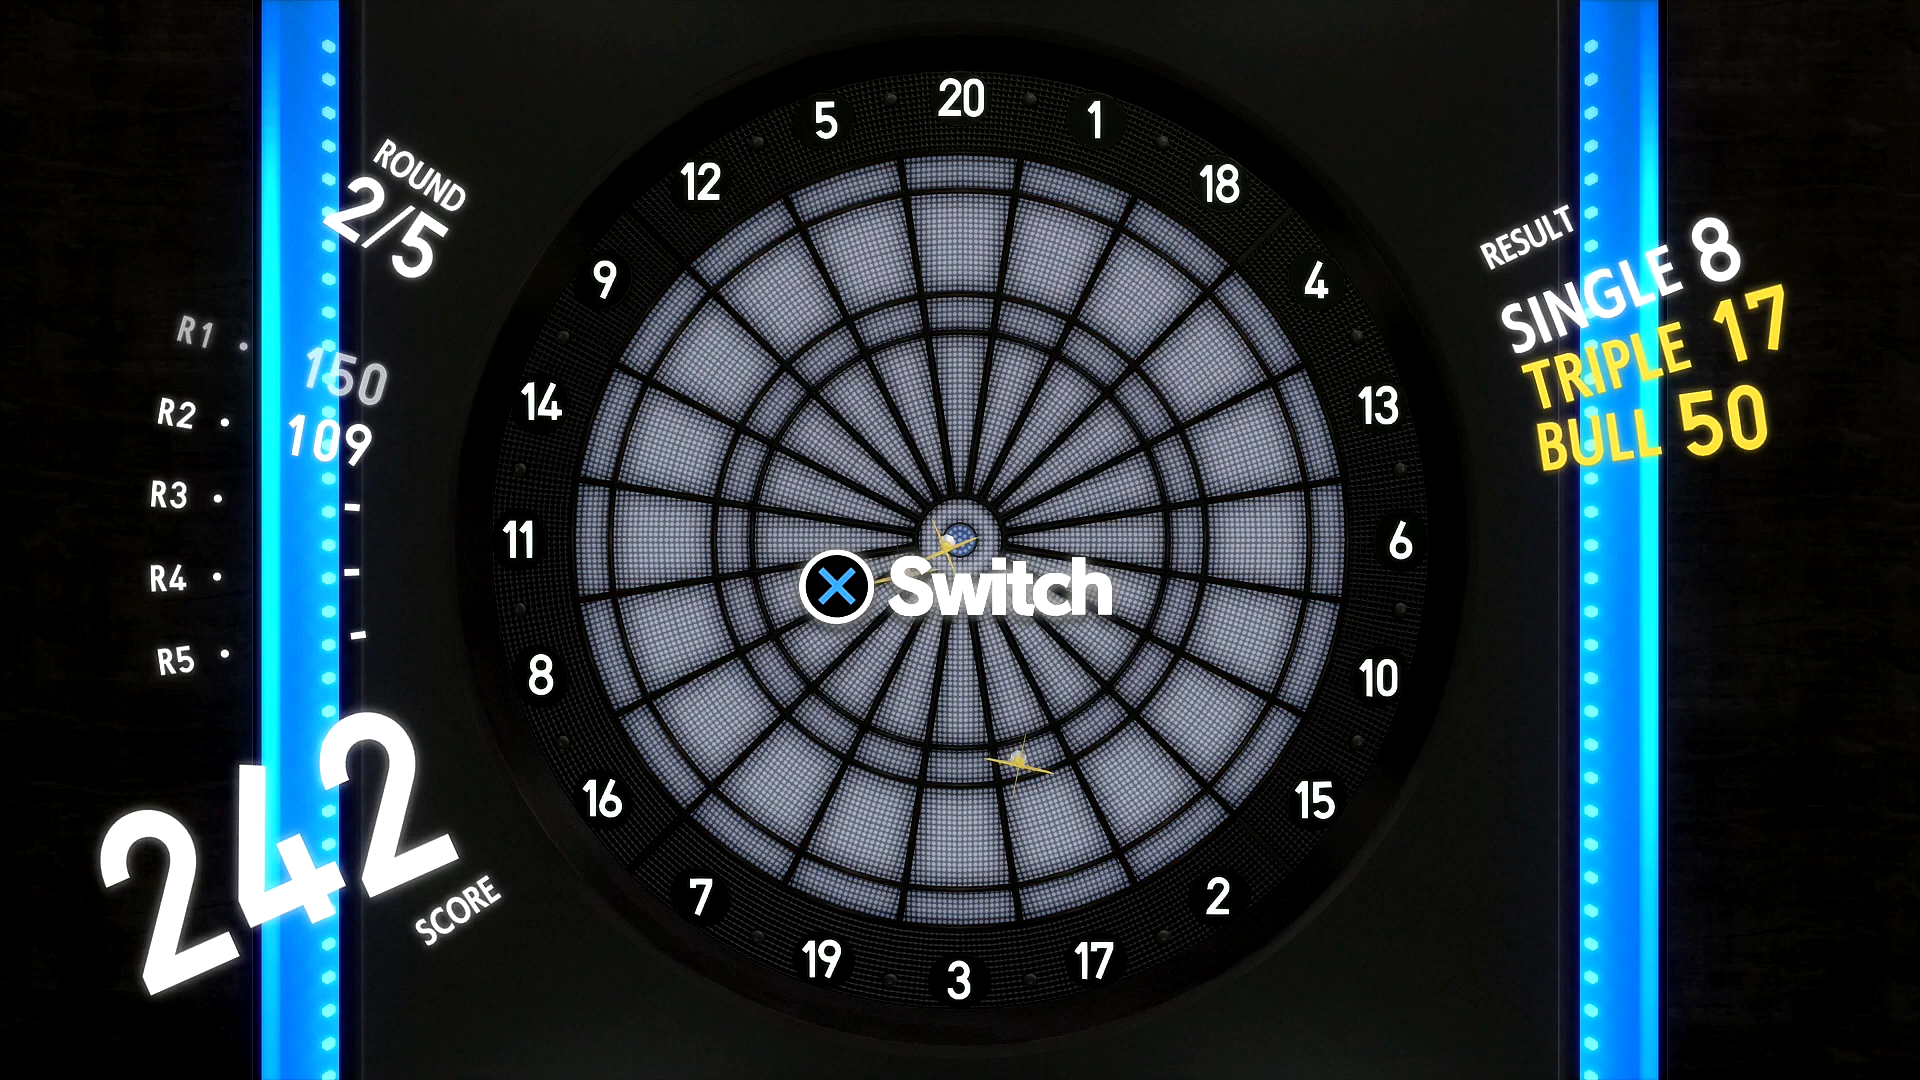 ROUND
2/5
R1 · 150
R2 · 109
R3 · -
R4 · -
R5 · -
242
SCORE
20
1
18
4
13
6
10
15
2
17
3
19
7
16
8
11
14
9
12
5
Switch
RESULT
SINGLE 8
TRIPLE 17
BULL 50